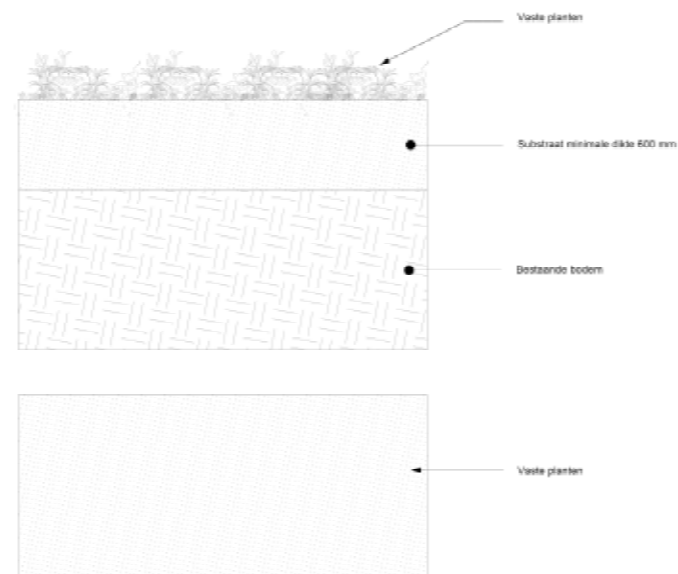 Vaste planten
Substraat minimale dikte 600 mm
Bestaande bodem
Vaste planten